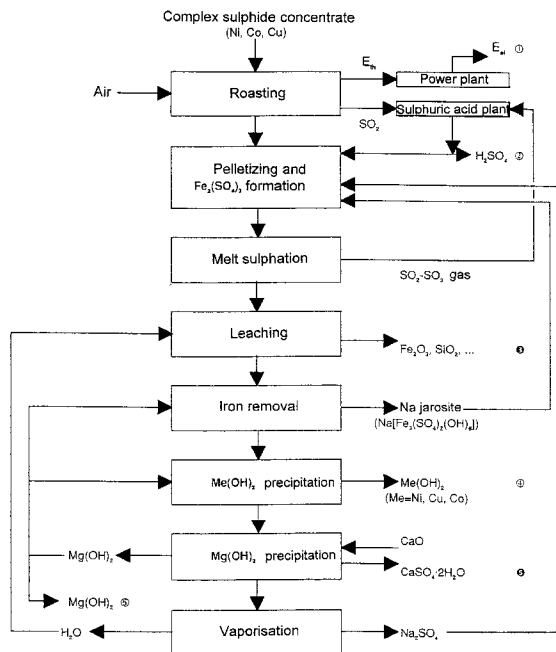 Complex sulphide concentrate
(Ni, Co, Cu)
E_el ①
E_th
Power plant
Air
Roasting
Sulphuric acid plant
SO₂
Pelletizing and
Fe₂(SO₄)₃ formation
H₂SO₄ ②
Melt sulphation
SO₂-SO₃ gas
Leaching
Fe₂O₃, SiO₂, ... ❸
Iron removal
Na jarosite
(Na[Fe₃(SO₄)₂(OH)₆])
Me(OH)₂ precipitation
Me(OH)₂ ④
(Me=Ni, Cu, Co)
CaO
Mg(OH)₂
Mg(OH)₂ precipitation
CaSO₄·2H₂O ❺
Mg(OH)₂ ⑤
H₂O
Vaporisation
Na₂SO₄